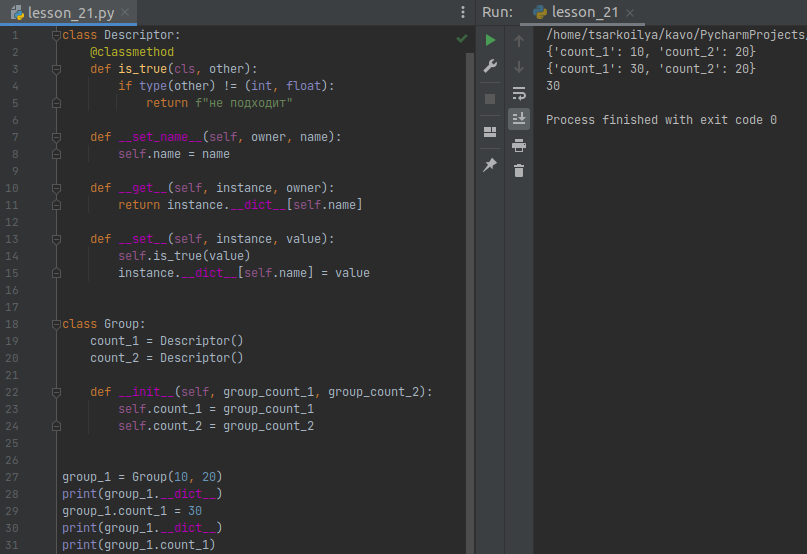 lesson_21.py
1 class Descriptor:
2     @classmethod
3     def is_true(cls, other):
4         if type(other) != (int, float):
5             return f"не подходит"
6
7     def __set_name__(self, owner, name):
8         self.name = name
9
10     def __get__(self, instance, owner):
11         return instance.__dict__[self.name]
12
13     def __set__(self, instance, value):
14         self.is_true(value)
15         instance.__dict__[self.name] = value
16
17
18 class Group:
19     count_1 = Descriptor()
20     count_2 = Descriptor()
21
22     def __init__(self, group_count_1, group_count_2):
23         self.count_1 = group_count_1
24         self.count_2 = group_count_2
25
26
27 group_1 = Group(10, 20)
28 print(group_1.__dict__)
29 group_1.count_1 = 30
30 print(group_1.__dict__)
31 print(group_1.count_1)
Run: lesson_21
/home/tsarkoilya/kavo/PycharmProjects/
{'count_1': 10, 'count_2': 20}
{'count_1': 30, 'count_2': 20}
30
Process finished with exit code 0